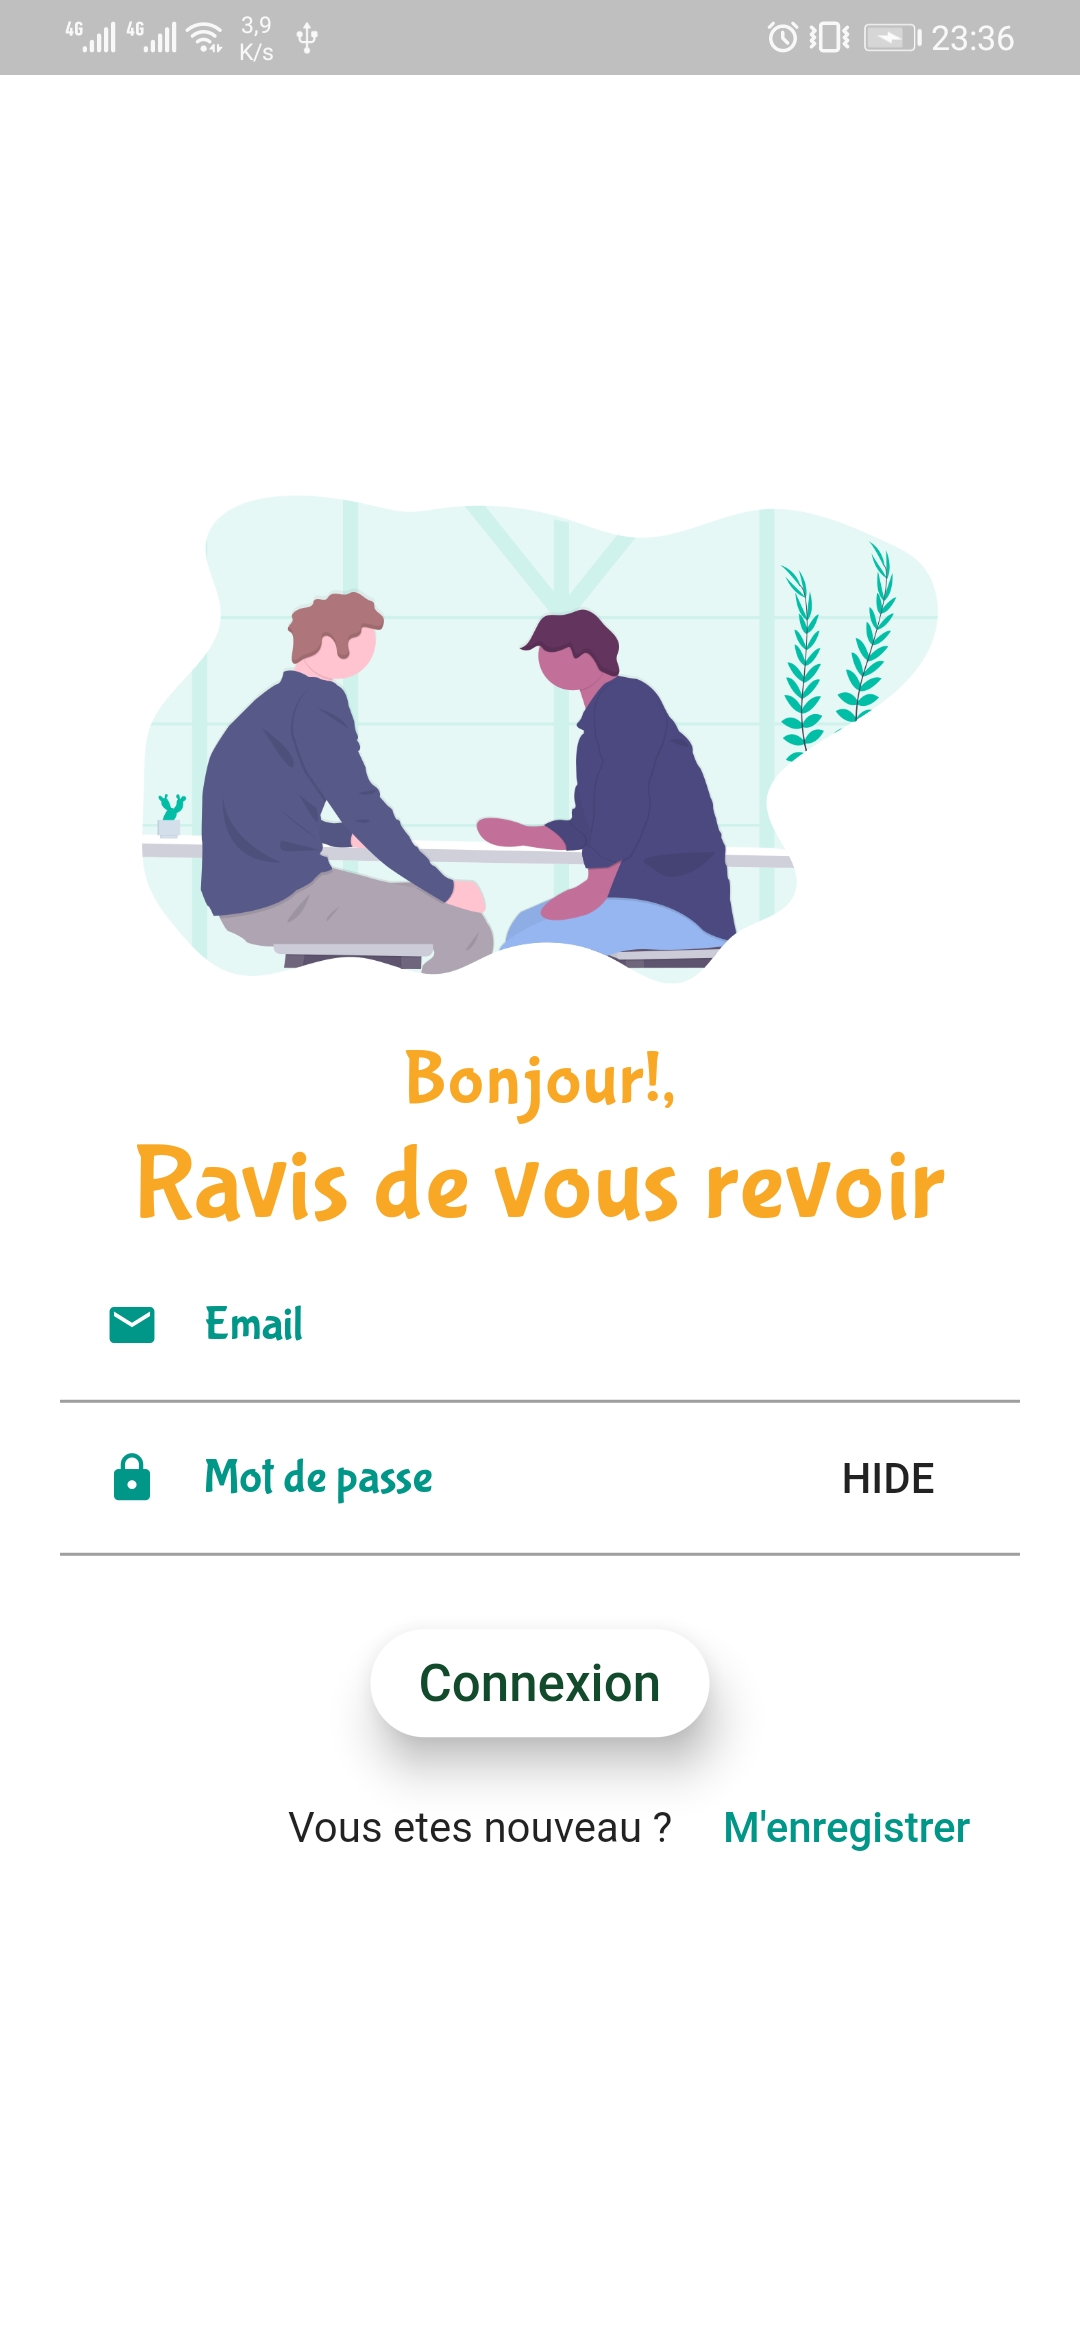 4G 4G 3,9 K/s 23:36
Bonjour!,
Ravis de vous revoir
Email
Mot de passe HIDE
Connexion
Vous etes nouveau ? M'enregistrer